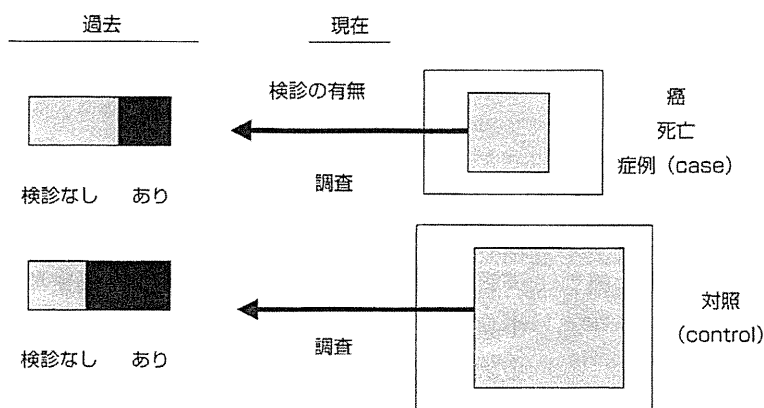 過去
現在
検診の有無
癌
死亡
症例（case）
調査
検診なし
あり
対照
（control）
調査
検診なし
あり